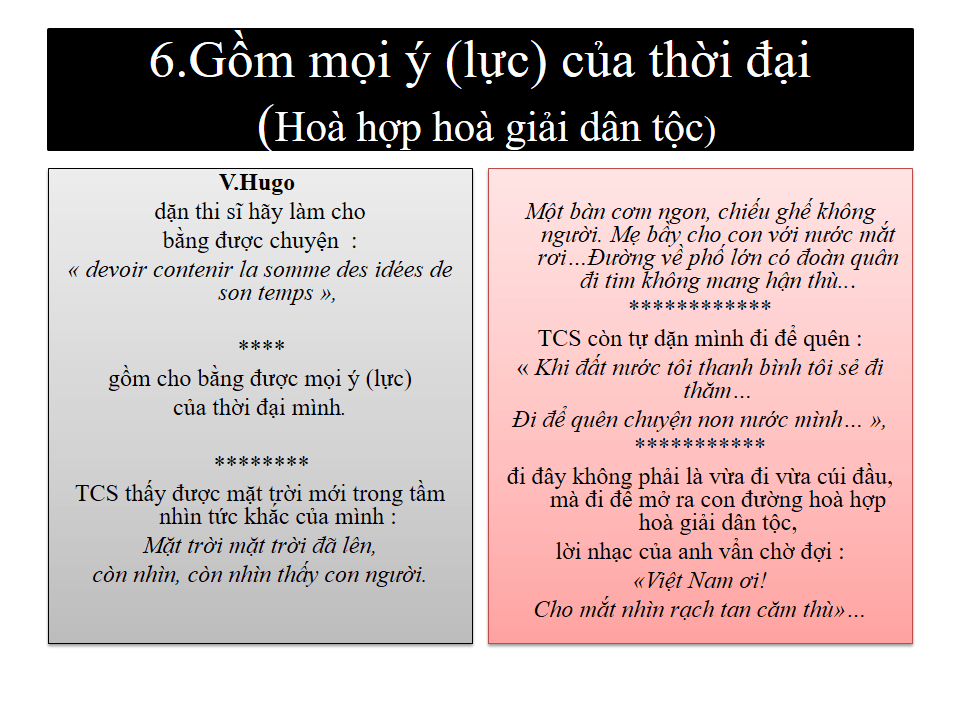 6.Gồm mọi ý (lực) của thời đại
(Hoà hợp hoà giải dân tộc)
V.Hugo
dặn thi sĩ hãy làm cho
bằng được chuyện :
« devoir contenir la somme des idées de
son temps »,
****
gồm cho bằng được mọi ý (lực)
của thời đại mình.
********
TCS thấy được mặt trời mới trong tầm
nhìn tức khắc của mình :
Mặt trời mặt trời đã lên,
còn nhìn, còn nhìn thấy con người.
Một bàn cơm ngon, chiếu ghế không
người. Mẹ bầy cho con với nước mắt
rơi…Đường về phố lớn có đoàn quân
đi tim không mang hận thù...
************
TCS còn tự dặn mình đi để quên :
« Khi đất nước tôi thanh bình tôi sẻ đi
thăm…
Đi để quên chuyện non nước mình… »,
***********
đi đây không phải là vừa đi vừa cúi đầu,
mà đi để mở ra con đường hoà hợp
hoà giải dân tộc,
lời nhạc của anh vẩn chờ đợi :
«Việt Nam ơi!
Cho mắt nhìn rạch tan căm thù»…